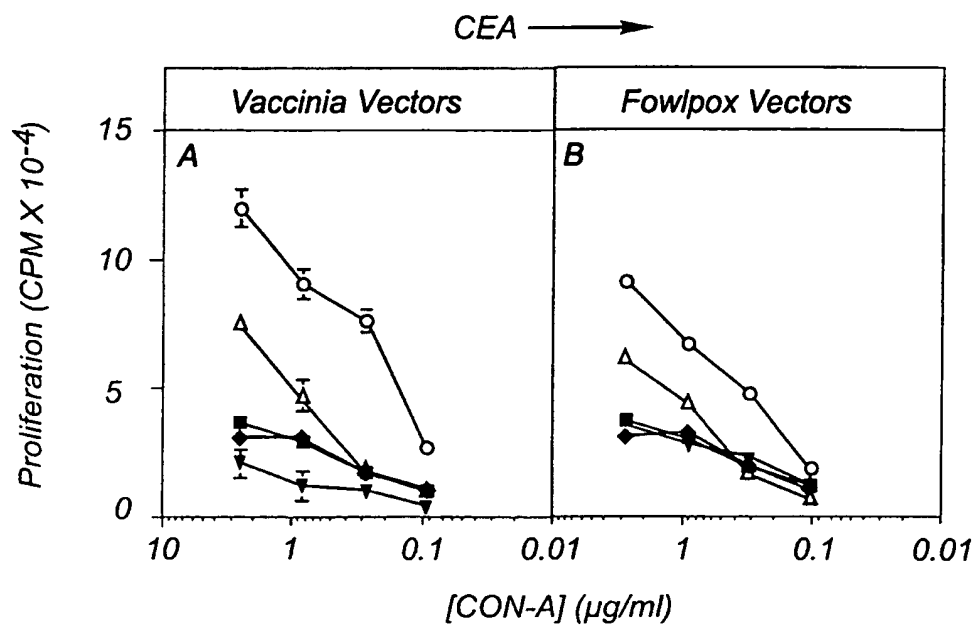 CEA
Vaccinia Vectors
Fowlpox Vectors
A
B
Proliferation (CPM X 10-4)
15
10
5
0
10
1
0.1
0.01
1
0.1
0.01
[CON-A] (μg/ml)